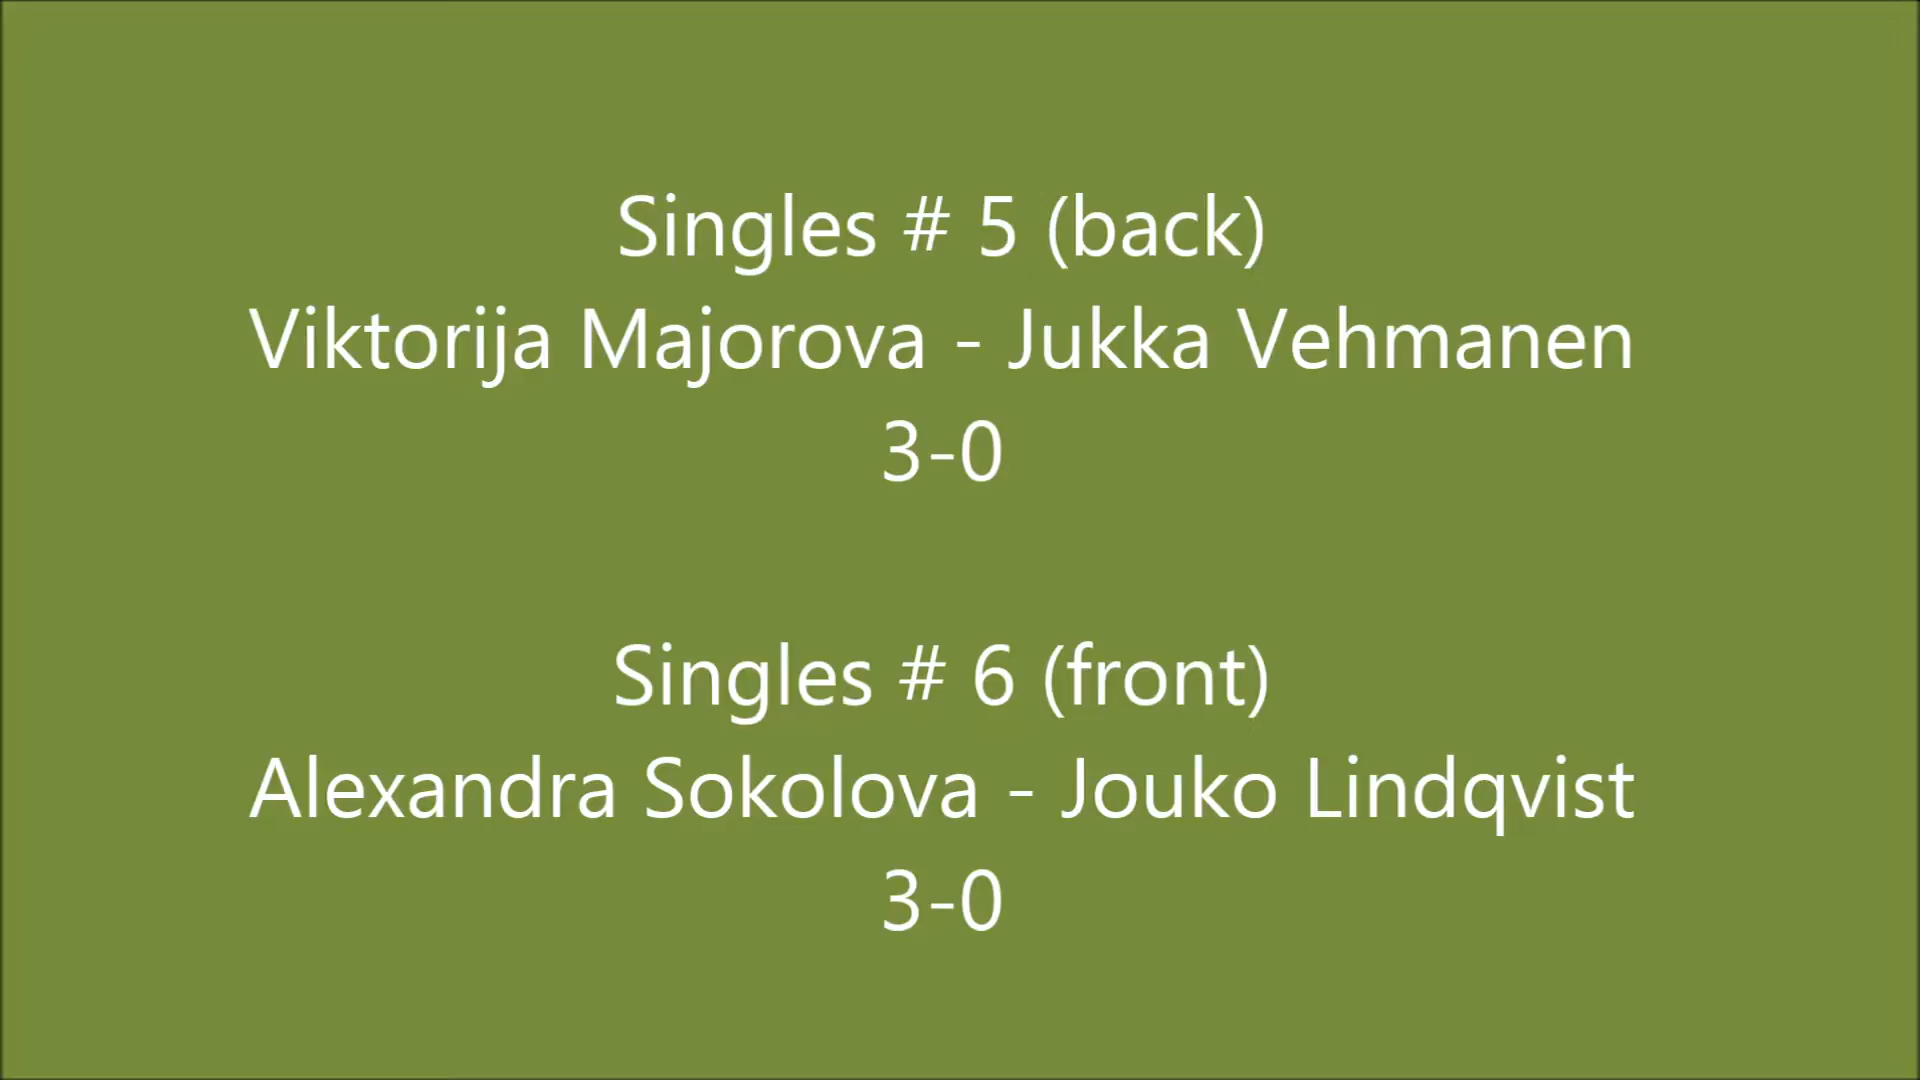 Singles # 5 (back)
Viktorija Majorova - Jukka Vehmanen
3-0
Singles # 6 (front)
Alexandra Sokolova - Jouko Lindqvist
3-0